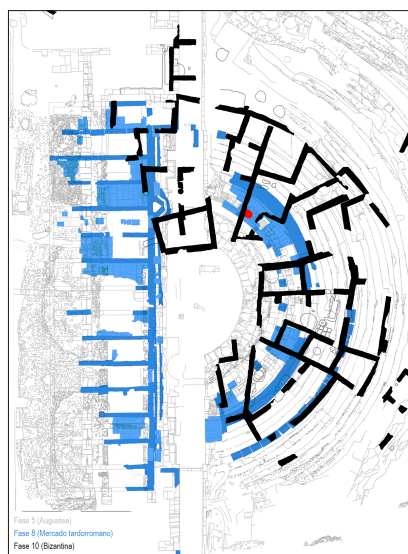 Fase 5 (Augustea)
Fase 8 (Mercado tardorromano)
Fase 10 (Bizantina)